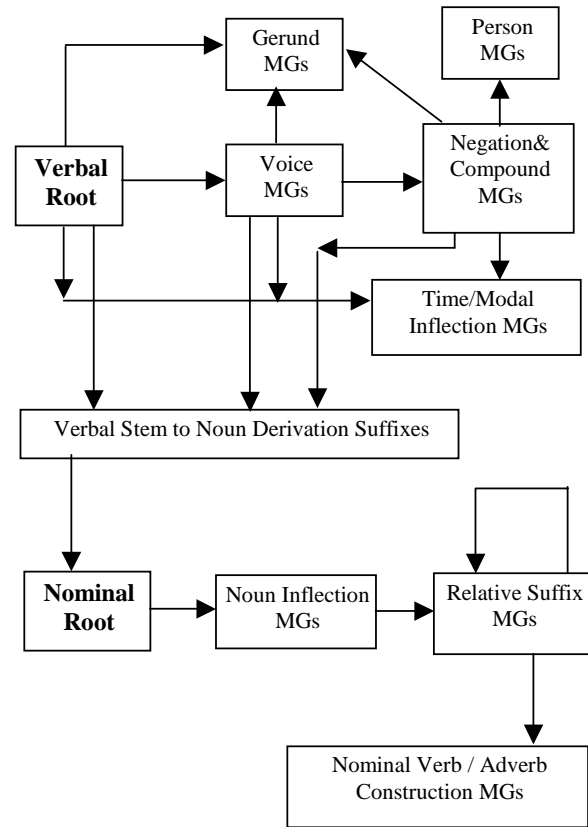 Gerund
MGs
Person
MGs
Verbal
Root
Voice
MGs
Negation&
Compound
MGs
Time/Modal
Inflection MGs
Verbal Stem to Noun Derivation Suffixes
Nominal
Root
Noun Inflection
MGs
Relative Suffix
MGs
Nominal Verb / Adverb
Construction MGs